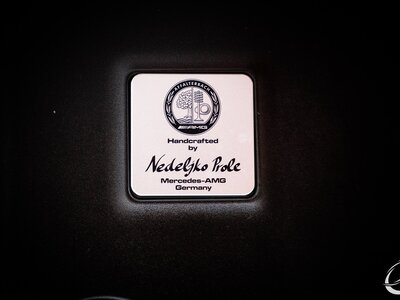 AFFALTERBACH
AMG
Handcrafted
by
Nedeljko Prole
Mercedes-AMG
Germany